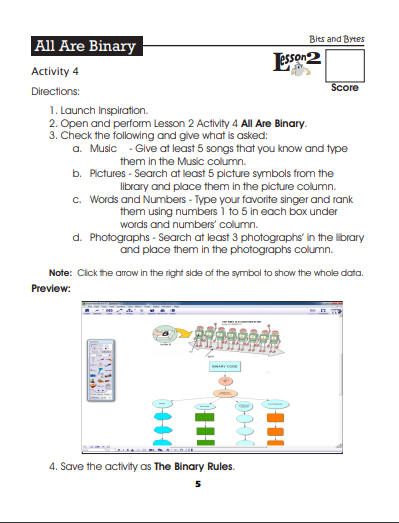 Bits and Bytes
All Are Binary
Lesson 2
Activity 4
Score
Directions:
1. Launch Inspiration.
2. Open and perform Lesson 2 Activity 4 All Are Binary.
3. Check the following and give what is asked:
a. Music - Give at least 5 songs that you know and type
them in the Music column.
b. Pictures - Search at least 5 picture symbols from the
library and place them in the picture column.
c. Words and Numbers - Type your favorite singer and rank
them using numbers 1 to 5 in each box under
words and numbers' column.
d. Photographs - Search at least 3 photographs' in the library
and place them in the photographs column.
Note: Click the arrow in the right side of the symbol to show the whole data.
Preview:
BINARY CODE
4. Save the activity as The Binary Rules.
5